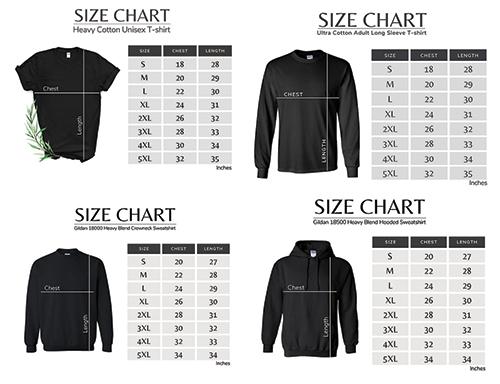 SIZE CHART
Heavy Cotton Unisex T-shirt
Chest
Length
SIZE CHEST LENGTH
S 18 28
M 20 29
L 22 30
XL 24 31
2XL 26 32
3XL 28 33
4XL 30 34
5XL 32 35
Inches
SIZE CHART
Ultra Cotton Adult Long Sleeve T-shirt
CHEST
LENGTH
SIZE CHEST LENGTH
S 18 28
M 20 29
L 22 30
XL 24 31
2XL 26 32
3XL 28 33
4XL 30 34
5XL 32 35
Inches
SIZE CHART
Gildan 18000 Heavy Blend Crewneck Sweatshirt
Chest
Length
SIZE CHEST LENGTH
S 20 27
M 22 28
L 24 29
XL 26 30
2XL 28 31
3XL 30 32
4XL 32 33
5XL 34 34
Inches
SIZE CHART
Gildan 18500 Heavy Blend Hooded Sweatshirt
Chest
Length
SIZE CHEST LENGTH
S 20 27
M 22 28
L 24 29
XL 26 30
2XL 28 31
3XL 30 32
4XL 32 33
5XL 34 34
Inches